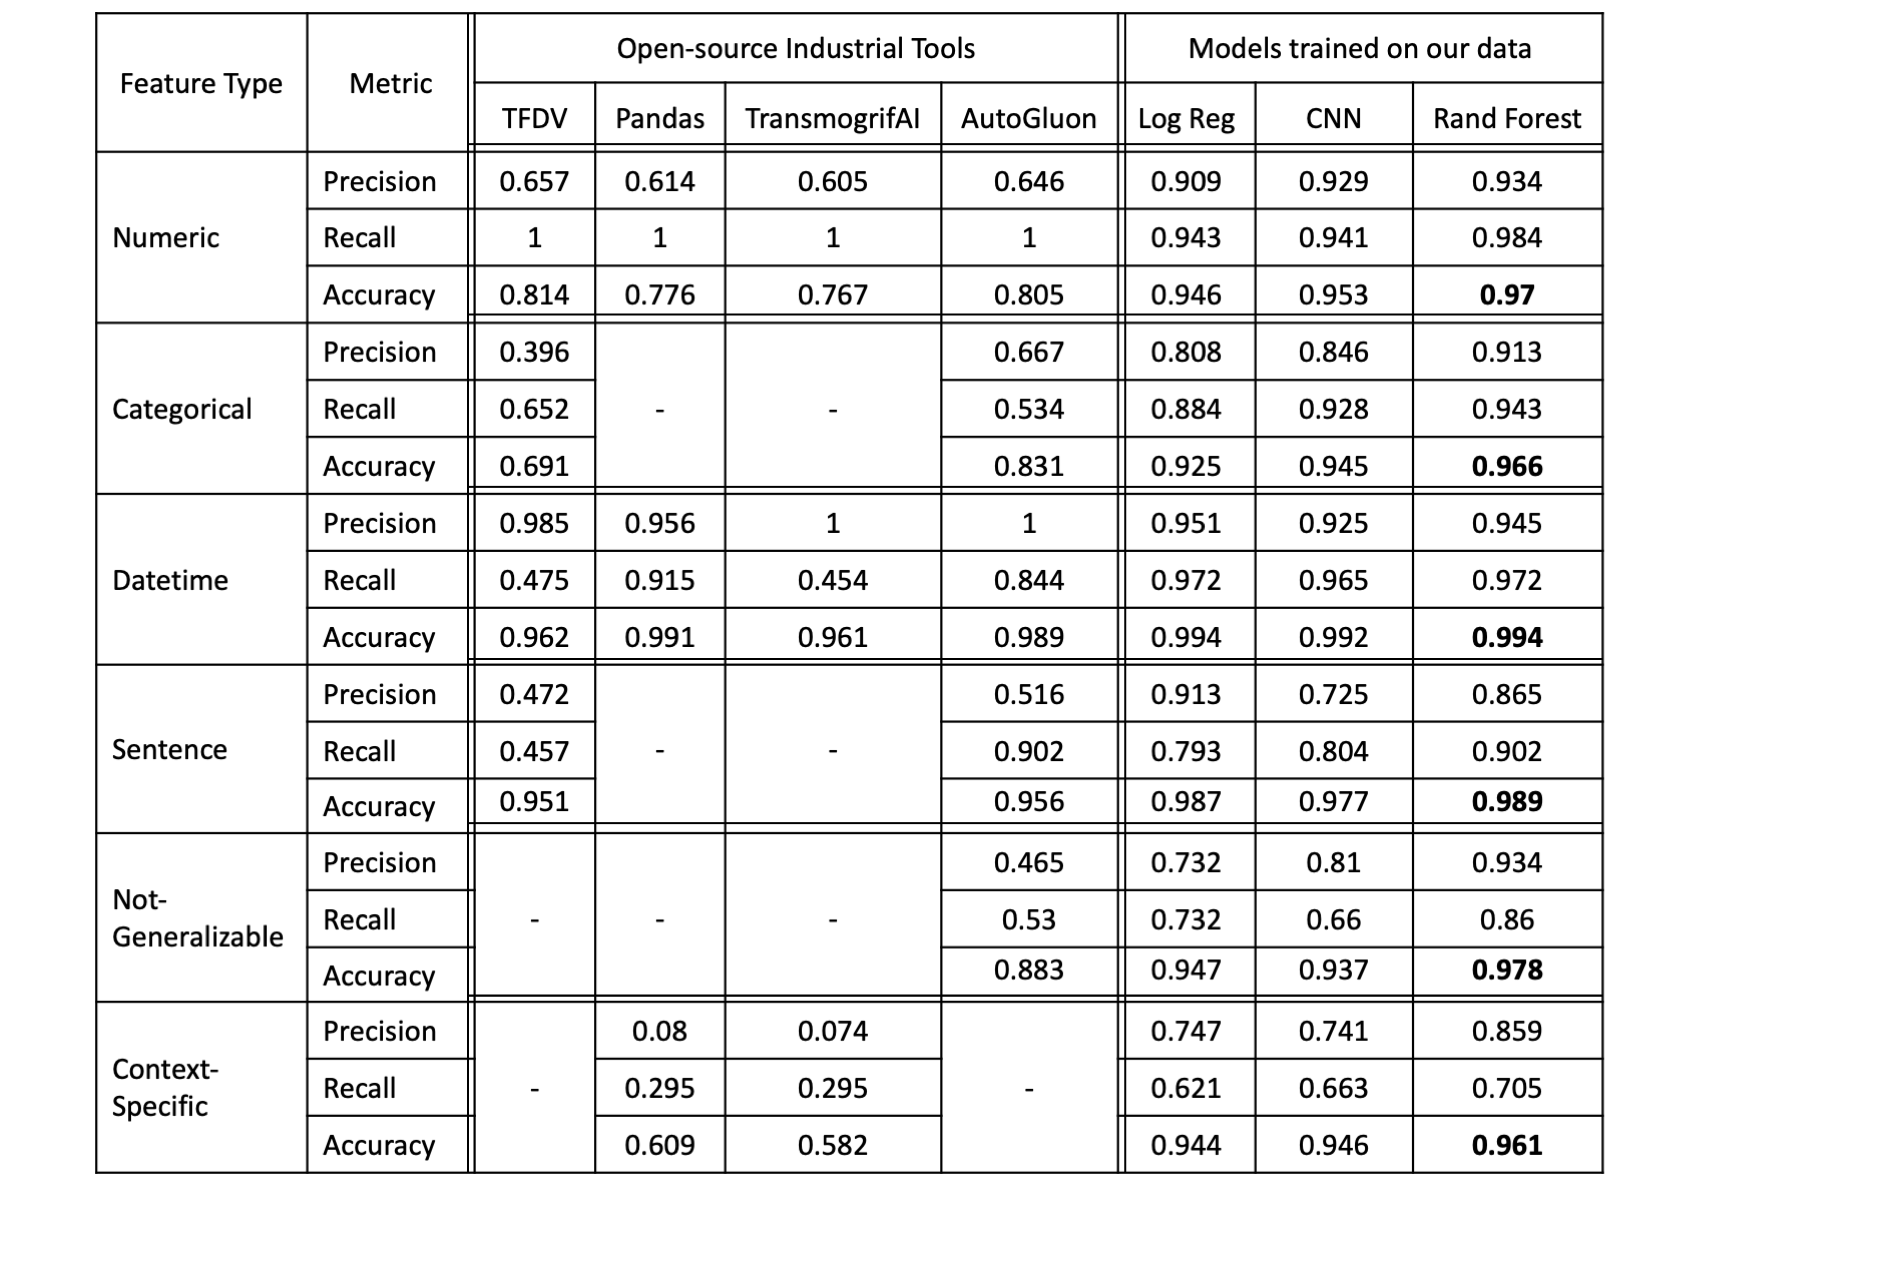 Feature Type Metric Open-source Industrial Tools Models trained on our data
TFDV Pandas TransmogrifAI AutoGluon Log Reg CNN Rand Forest
Numeric
Precision 0.657 0.614 0.605 0.646 0.909 0.929 0.934
Recall 1 1 1 1 0.943 0.941 0.984
Accuracy 0.814 0.776 0.767 0.805 0.946 0.953 0.97
Categorical
Precision 0.396 - - 0.667 0.808 0.846 0.913
Recall 0.652 0.534 0.884 0.928 0.943
Accuracy 0.691 0.831 0.925 0.945 0.966
Datetime
Precision 0.985 0.956 1 1 0.951 0.925 0.945
Recall 0.475 0.915 0.454 0.844 0.972 0.965 0.972
Accuracy 0.962 0.991 0.961 0.989 0.994 0.992 0.994
Sentence
Precision 0.472 - - 0.516 0.913 0.725 0.865
Recall 0.457 0.902 0.793 0.804 0.902
Accuracy 0.951 0.956 0.987 0.977 0.989
Not-
Generalizable
Precision - - - 0.465 0.732 0.81 0.934
Recall 0.53 0.732 0.66 0.86
Accuracy 0.883 0.947 0.937 0.978
Context-
Specific
Precision - 0.08 0.074 - 0.747 0.741 0.859
Recall 0.295 0.295 0.621 0.663 0.705
Accuracy 0.609 0.582 0.944 0.946 0.961